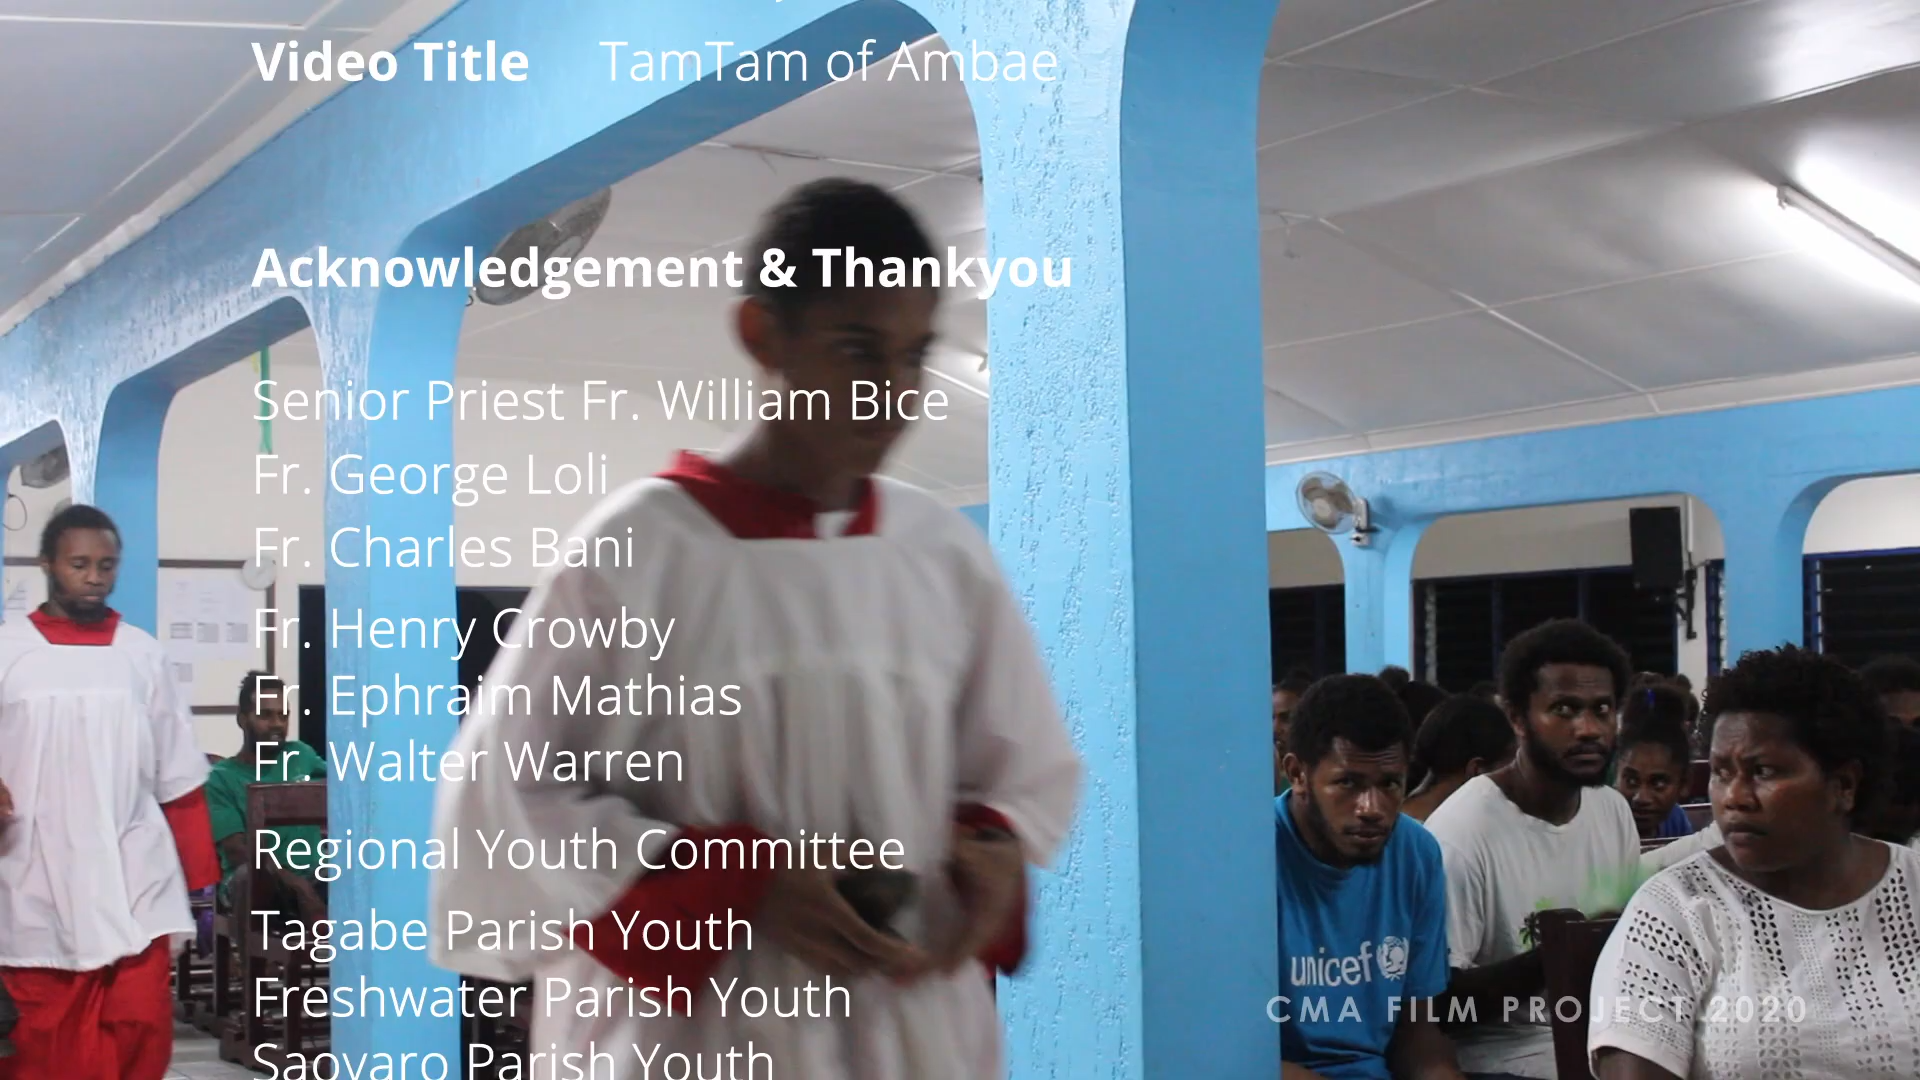 Video Title TamTam of Ambae
Acknowledgement & Thankyou
Senior Priest Fr. William Bice
Fr. George Loli
Fr. Charles Bani
Fr. Henry Crowby
Fr. Ephraim Mathias
Fr. Walter Warren
Regional Youth Committee
Tagabe Parish Youth
Freshwater Parish Youth
Saovaro Parish Youth
unicef
CMA FILM PROJECT 2020